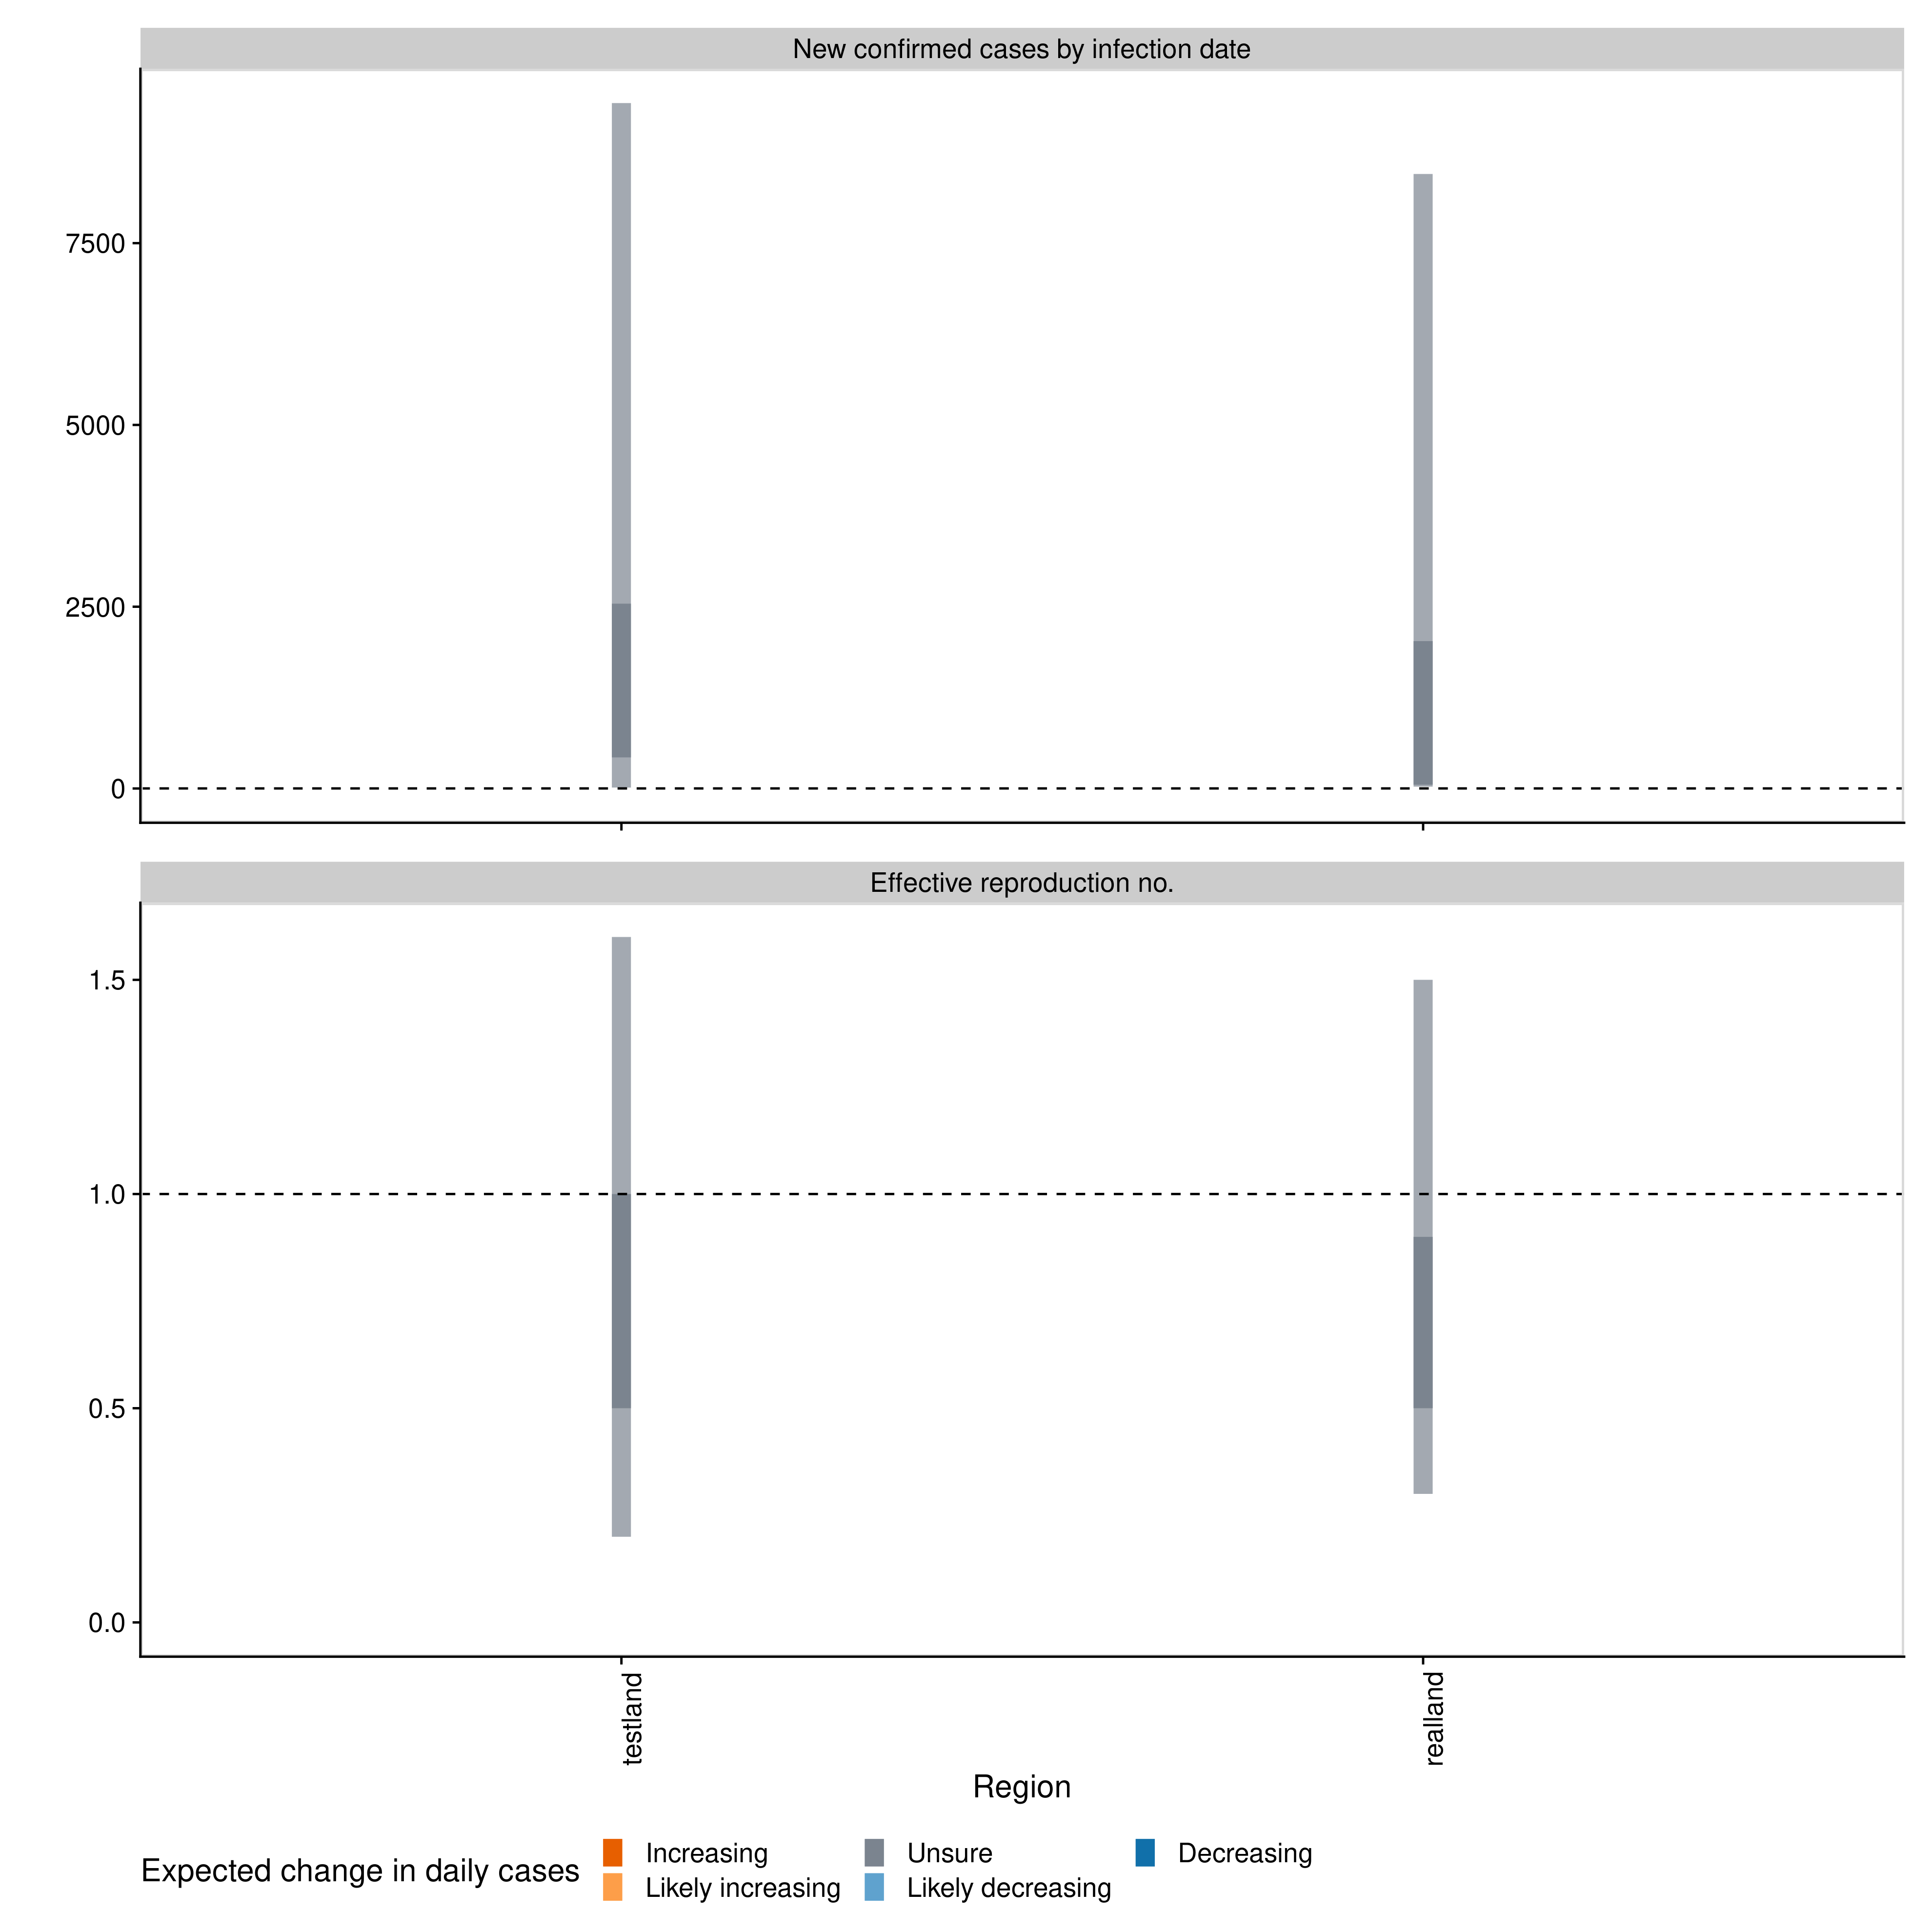 New confirmed cases by infection date
7500
5000
2500
0
Effective reproduction no.
1.5
1.0
0.5
0.0
testland
realland
Region
Expected change in daily cases
Increasing
Unsure
Decreasing
Likely increasing
Likely decreasing